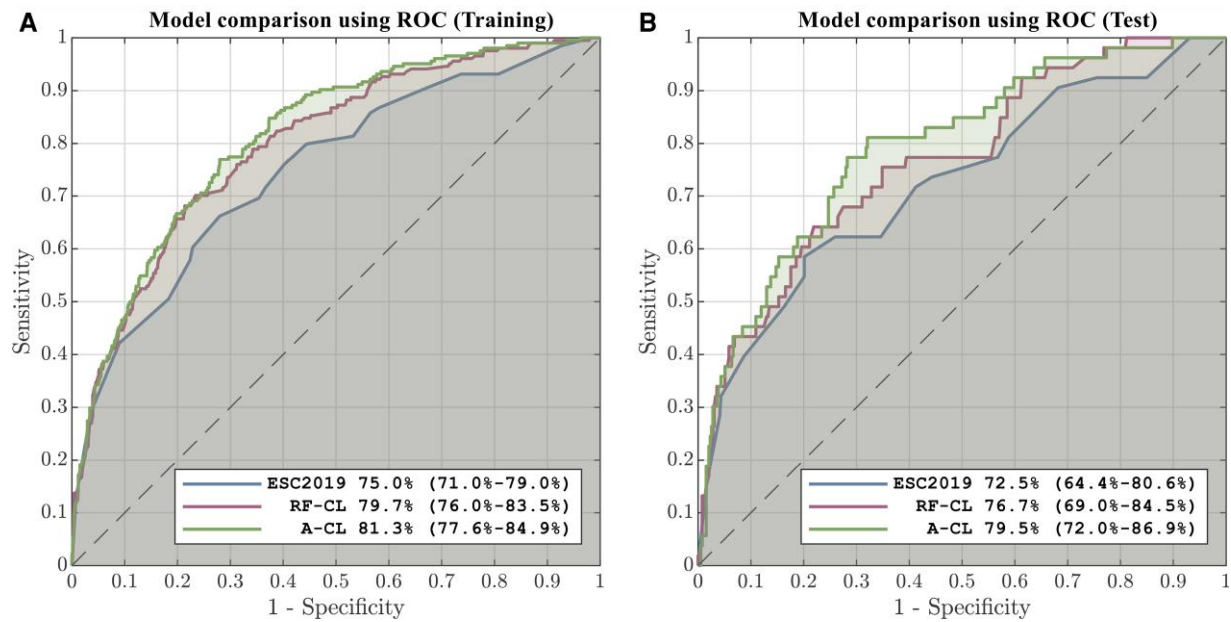 A
Model comparison using ROC (Training)
1
0.9
0.8
0.7
0.6
0.5
0.4
0.3
0.2
0.1
0
Sensitivity
ESC2019 75.0% (71.0%-79.0%)
RF-CL 79.7% (76.0%-83.5%)
A-CL 81.3% (77.6%-84.9%)
0 0.1 0.2 0.3 0.4 0.5 0.6 0.7 0.8 0.9 1
1 - Specificity
B
Model comparison using ROC (Test)
1
0.9
0.8
0.7
0.6
0.5
0.4
0.3
0.2
0.1
0
Sensitivity
ESC2019 72.5% (64.4%-80.6%)
RF-CL 76.7% (69.0%-84.5%)
A-CL 79.5% (72.0%-86.9%)
0 0.1 0.2 0.3 0.4 0.5 0.6 0.7 0.8 0.9 1
1 - Specificity